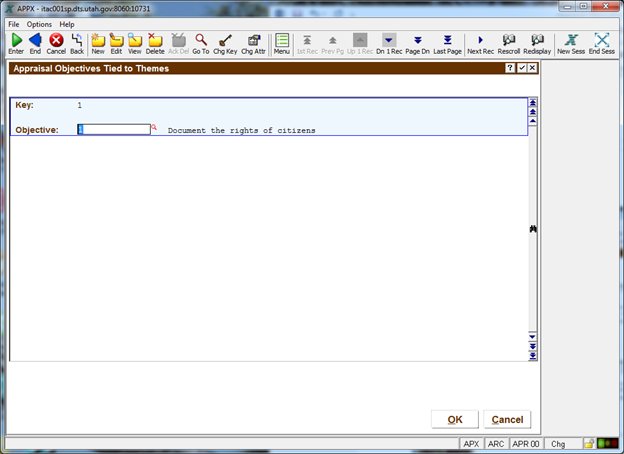 APPX - itac001sp.dts.utah.gov:8060:10731
File Options Help
Enter End Cancel Back New Edit View Delete Ack Del Go To Chg Key Chg Attr Menu 1st Rec Prev Pg Up 1 Rec Dn 1 Rec Page Dn Last Page Next Rec Rescroll Redisplay New Sess End Sess
Appraisal Objectives Tied to Themes
Key: 1
Objective: 1 Document the rights of citizens
OK Cancel
APX ARC APR 00 Chg